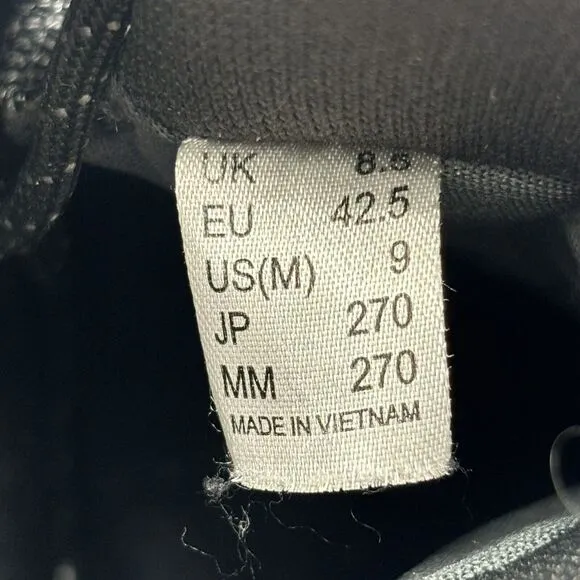 UK 8.5
EU 42.5
US(M) 9
JP 270
MM 270
MADE IN VIETNAM